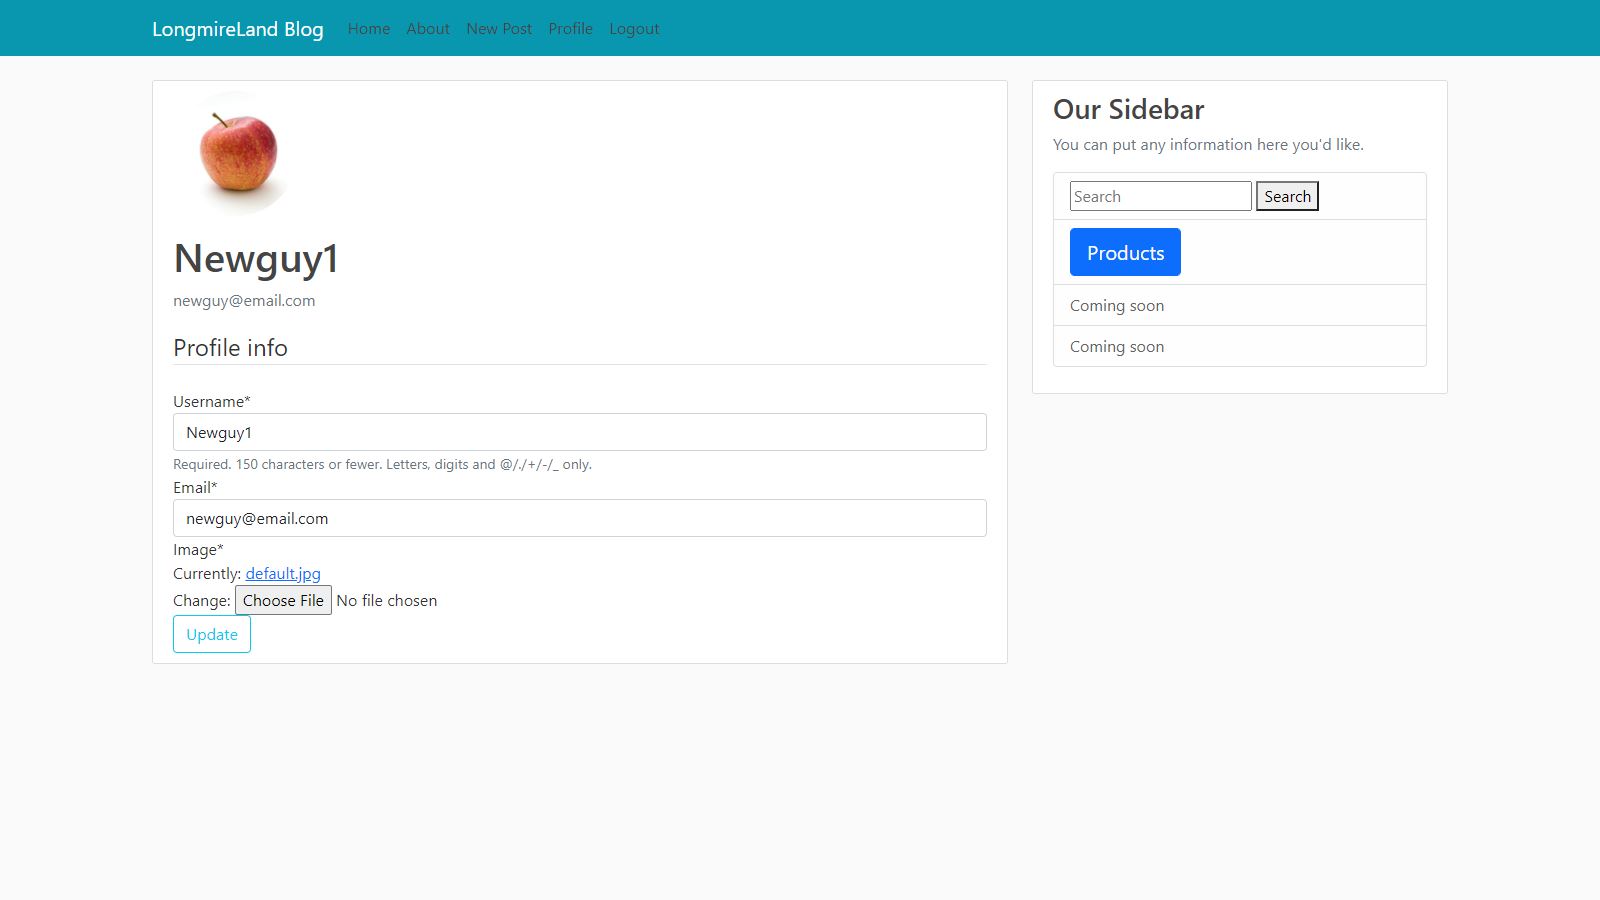 LongmireLand Blog Home About New Post Profile Logout
Newguy1
newguy@email.com
Profile info
Username*
Newguy1
Required. 150 characters or fewer. Letters, digits and @/./+/-/_ only.
Email*
newguy@email.com
Image*
Currently: default.jpg
Change: Choose File No file chosen
Update
Our Sidebar
You can put any information here you'd like.
Search Search
Products
Coming soon
Coming soon